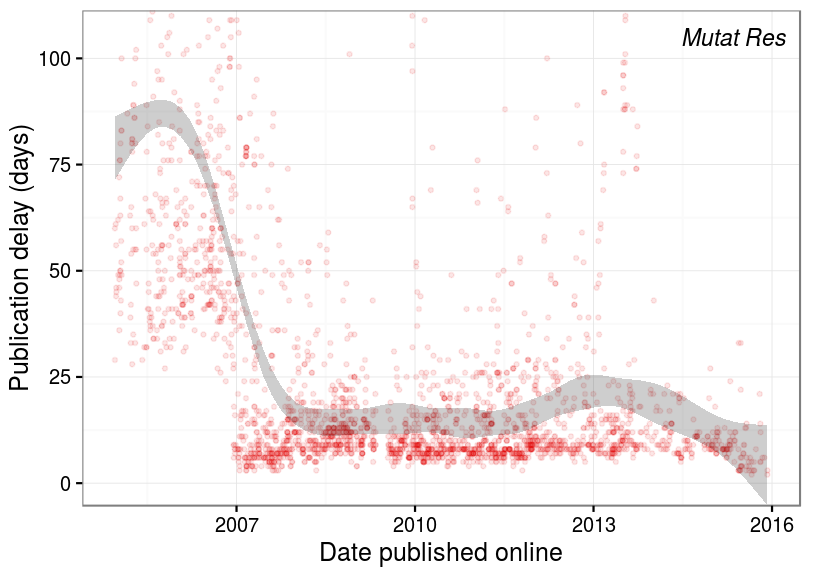 Mutat Res
Publication delay (days)
100
75
50
25
0
2007 2010 2013 2016
Date published online